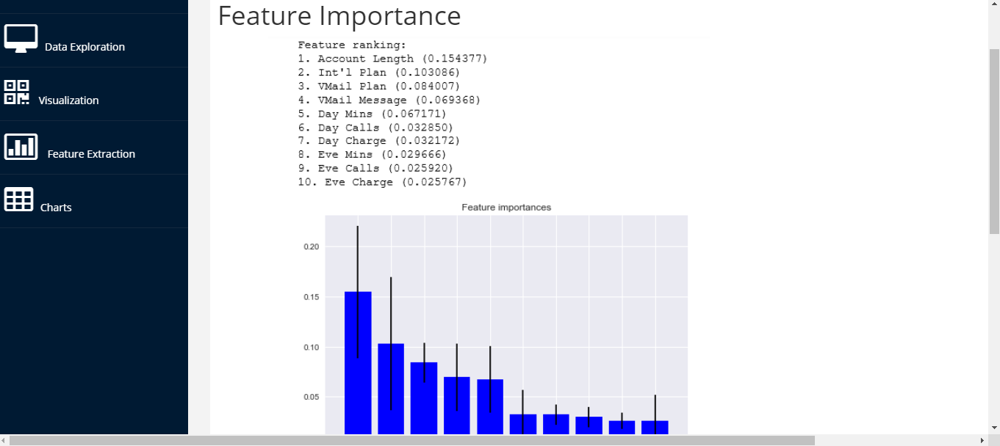 Data Exploration
Visualization
Feature Extraction
Charts
Feature Importance
Feature ranking:
1. Account Length (0.154377)
2. Int'l Plan (0.103086)
3. VMail Plan (0.084007)
4. VMail Message (0.069368)
5. Day Mins (0.067171)
6. Day Calls (0.032850)
7. Day Charge (0.032172)
8. Eve Mins (0.029666)
9. Eve Calls (0.025920)
10. Eve Charge (0.025767)
Feature importances
0.20
0.15
0.10
0.05